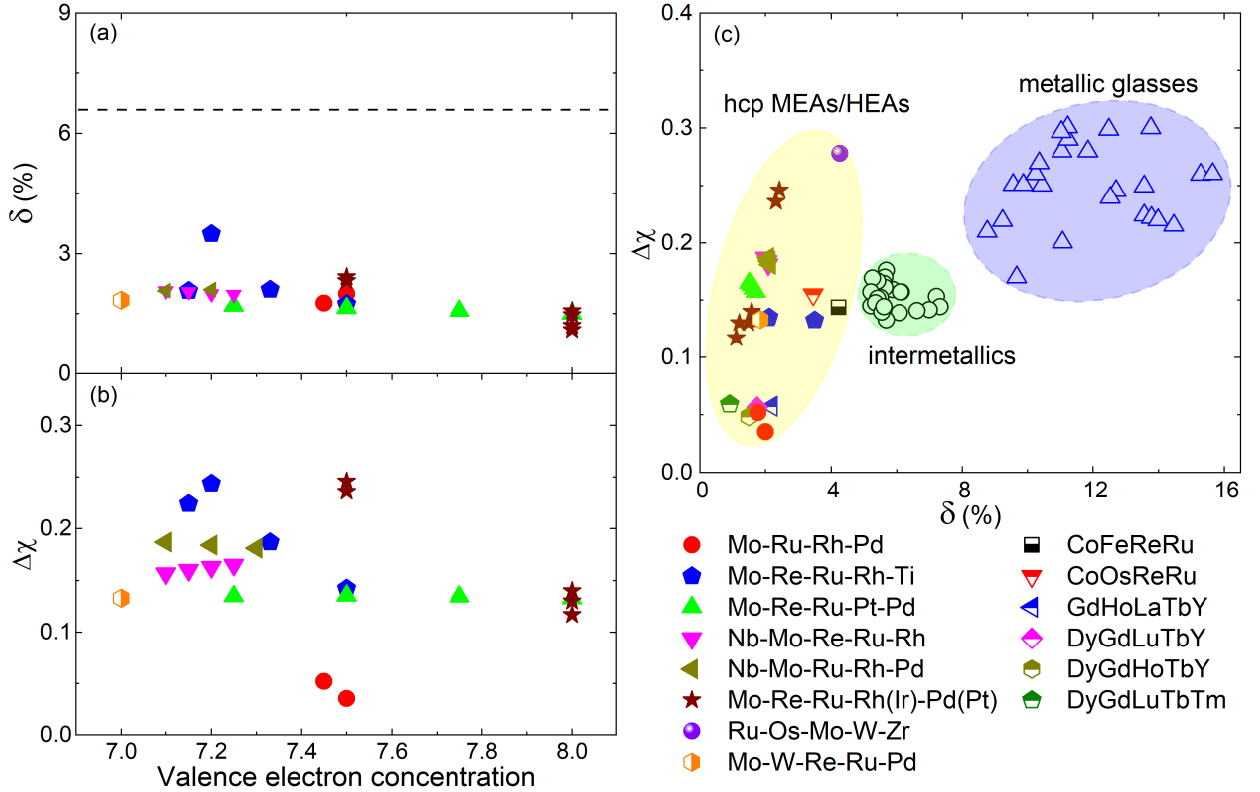 (a)
9
6
3
0
δ (%)
(b)
0.3
0.2
0.1
0.0
Δχ
7.0 7.2 7.4 7.6 7.8 8.0
Valence electron concentration
(c)
0.4
0.3
0.2
0.1
0.0
Δχ
hcp MEAs/HEAs
metallic glasses
intermetallics
0 4 8 12 16
δ (%)
Mo-Ru-Rh-Pd
Mo-Re-Ru-Rh-Ti
Mo-Re-Ru-Pt-Pd
Nb-Mo-Re-Ru-Rh
Nb-Mo-Ru-Rh-Pd
Mo-Re-Ru-Rh(Ir)-Pd(Pt)
Ru-Os-Mo-W-Zr
Mo-W-Re-Ru-Pd
CoFeReRu
CoOsReRu
GdHoLaTbY
DyGdLuTbY
DyGdHoTbY
DyGdLuTbTm